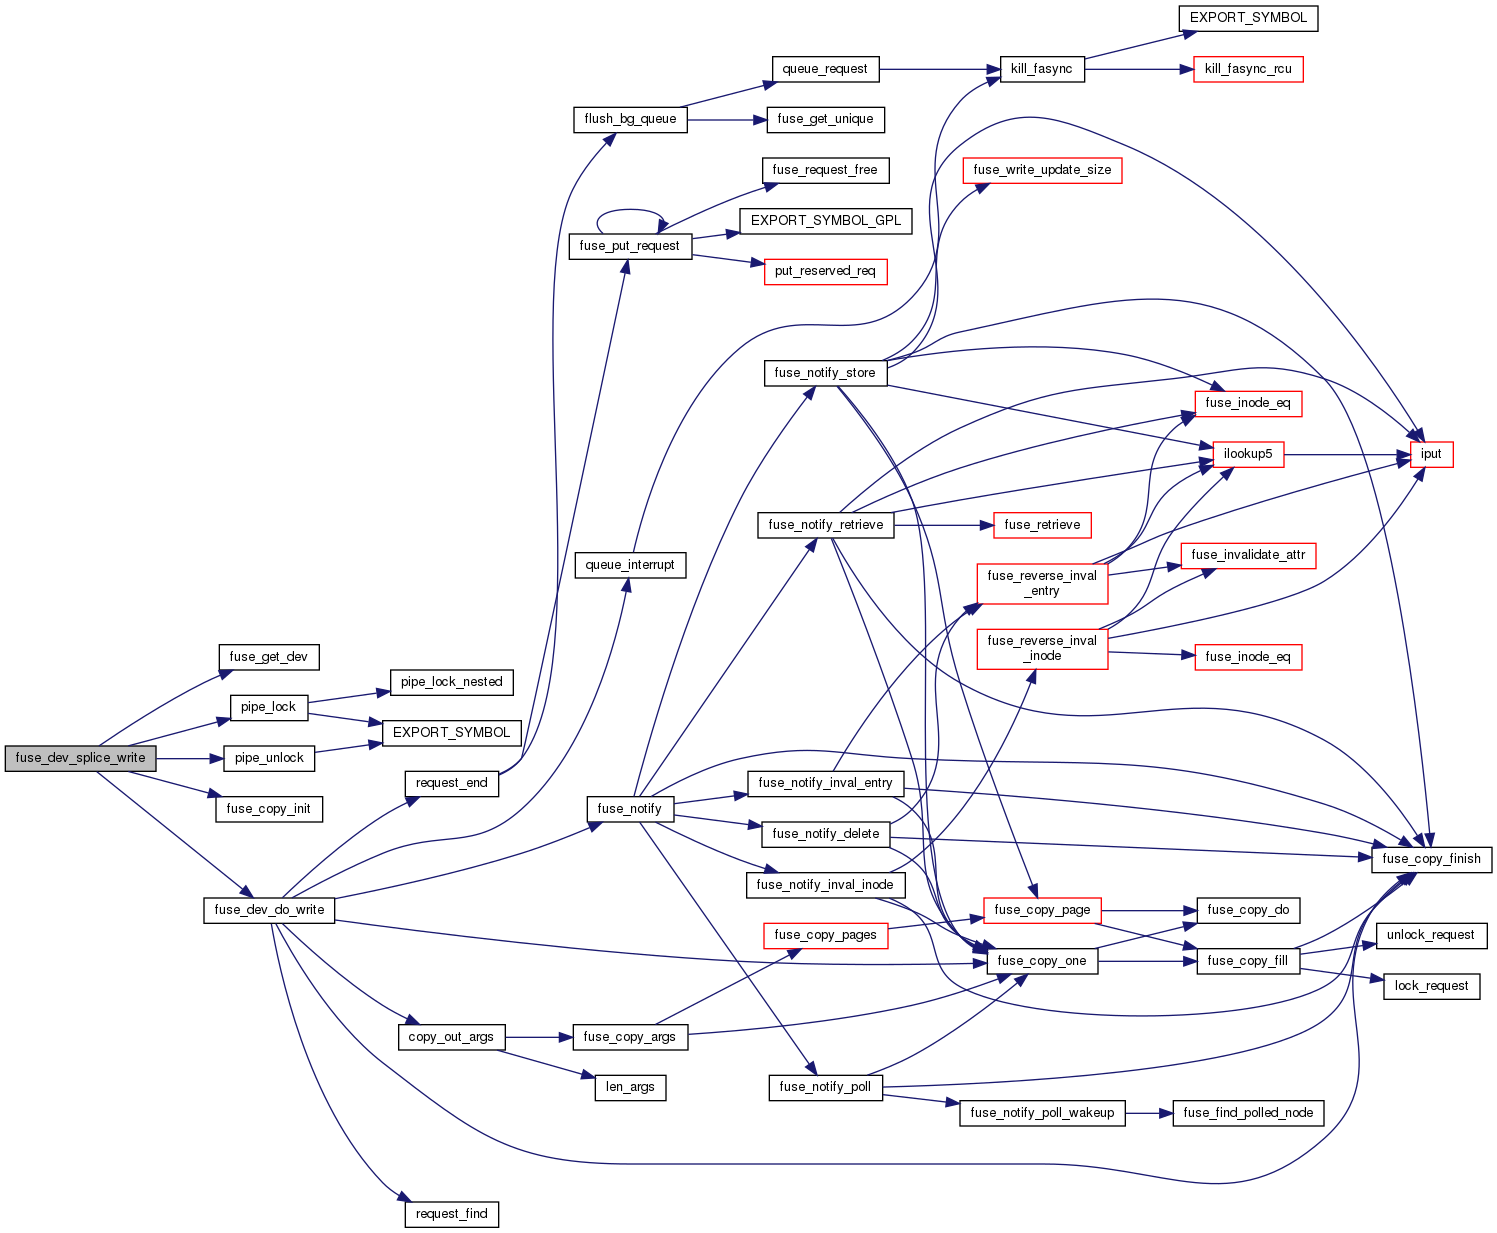 EXPORT_SYMBOL
queue_request
kill_fasync
kill_fasync_rcu
flush_bg_queue
fuse_get_unique
fuse_request_free
fuse_write_update_size
EXPORT_SYMBOL_GPL
fuse_put_request
put_reserved_req
fuse_notify_store
fuse_inode_eq
ilookup5
iput
fuse_notify_retrieve
fuse_retrieve
queue_interrupt
fuse_invalidate_attr
fuse_reverse_inval
_entry
fuse_reverse_inval
_inode
fuse_inode_eq
fuse_get_dev
pipe_lock_nested
pipe_lock
EXPORT_SYMBOL
fuse_dev_splice_write
pipe_unlock
request_end
fuse_notify_inval_entry
fuse_copy_init
fuse_notify
fuse_notify_delete
fuse_copy_finish
fuse_notify_inval_inode
fuse_dev_do_write
fuse_copy_page
fuse_copy_do
fuse_copy_pages
unlock_request
fuse_copy_one
fuse_copy_fill
lock_request
copy_out_args
fuse_copy_args
len_args
fuse_notify_poll
fuse_notify_poll_wakeup
fuse_find_polled_node
request_find